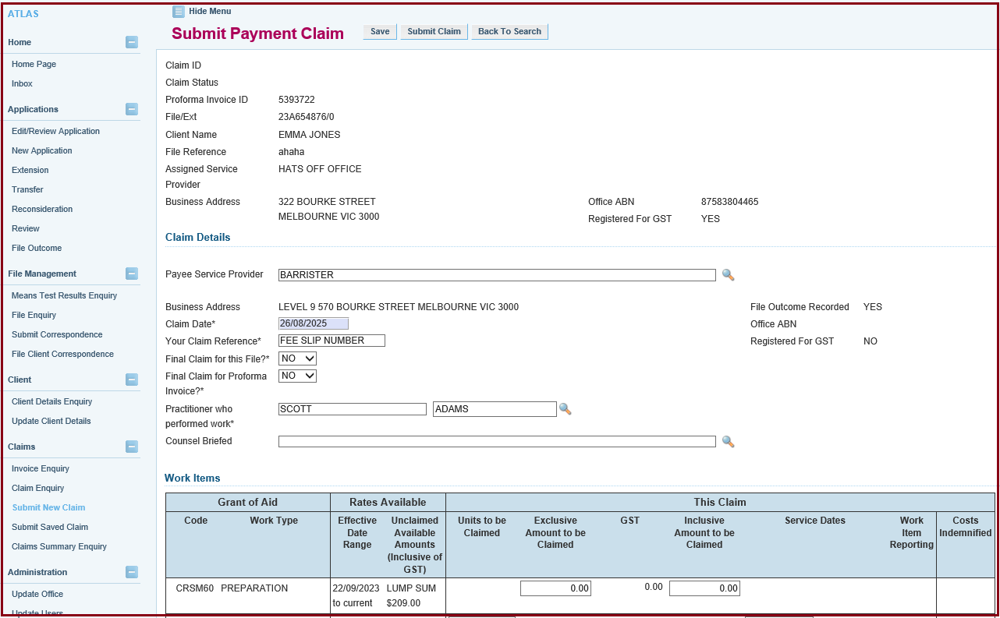 ATLAS
Home
Home Page
Inbox
Applications
Edit/Review Application
New Application
Extension
Transfer
Reconsideration
Review
File Outcome
File Management
Means Test Results Enquiry
File Enquiry
Submit Correspondence
File Client Correspondence
Client
Client Details Enquiry
Update Client Details
Claims
Invoice Enquiry
Claim Enquiry
Submit New Claim
Submit Saved Claim
Claims Summary Enquiry
Administration
Update Office
Update Users
Hide Menu
Submit Payment Claim Save Submit Claim Back To Search
Claim ID
Claim Status
Proforma Invoice ID 5393722
File/Ext 23A654876/0
Client Name EMMA JONES
File Reference ahaha
Assigned Service HATS OFF OFFICE
Provider
Business Address 322 BOURKE STREET Office ABN 87583804465
MELBOURNE VIC 3000
Registered For GST YES
Claim Details
Payee Service Provider BARRISTER
Business Address LEVEL 9 570 BOURKE STREET MELBOURNE VIC 3000 File Outcome Recorded YES
Claim Date* 26/08/2025 Office ABN
Your Claim Reference* FEE SLIP NUMBER Registered For GST NO
Final Claim for this File?* NO
Final Claim for Proforma NO
Invoice?*
Practitioner who SCOTT ADAMS
performed work*
Counsel Briefed
Work Items
Grant of Aid Rates Available This Claim
Code Work Type Effective Unclaimed Units to be Exclusive GST Inclusive Service Dates Work Costs
Date Available Claimed Amount to be Amount to be Item Indemnified
Range Amounts Claimed Claimed Reporting
(Inclusive of
GST)
CRSM60 PREPARATION 22/09/2023 LUMP SUM 0.00 0.00 0.00
to current $209.00